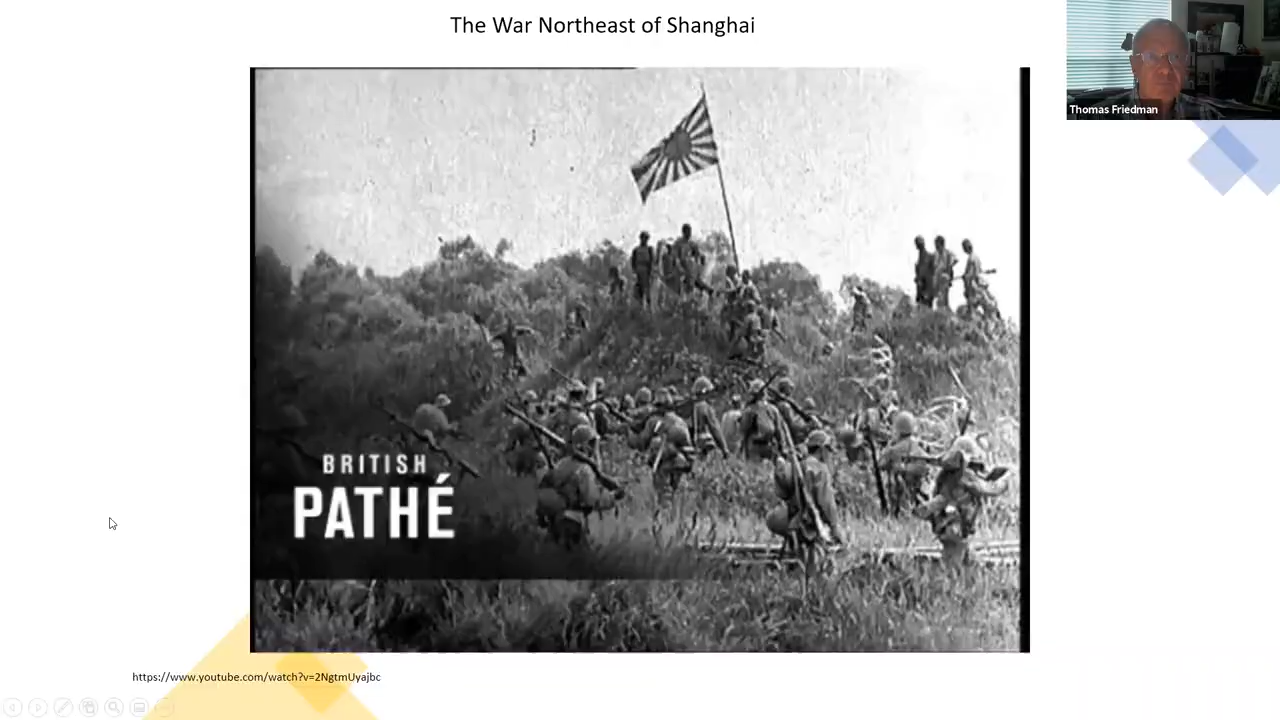 The War Northeast of Shanghai
Thomas Friedman
BRITISH
PATHÉ
https://www.youtube.com/watch?v=2NgtmUyajbc